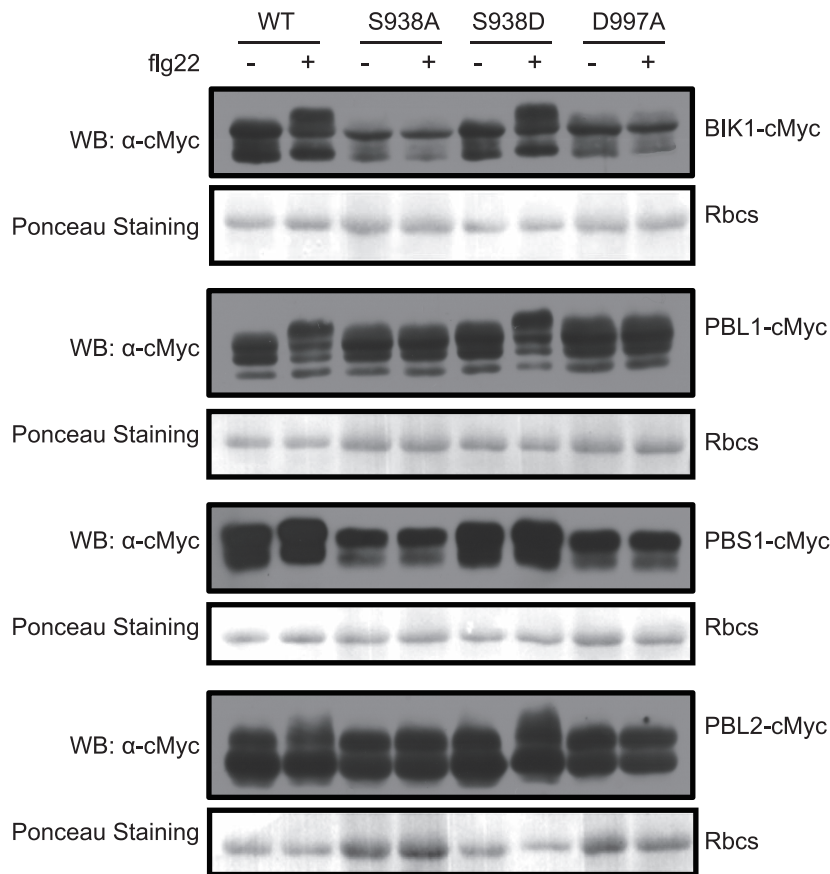 WT S938A S938D D997A
flg22 - + - + - + - +
WB: α-cMyc BIK1-cMyc
Ponceau Staining Rbcs
WB: α-cMyc PBL1-cMyc
Ponceau Staining Rbcs
WB: α-cMyc PBS1-cMyc
Ponceau Staining Rbcs
WB: α-cMyc PBL2-cMyc
Ponceau Staining Rbcs